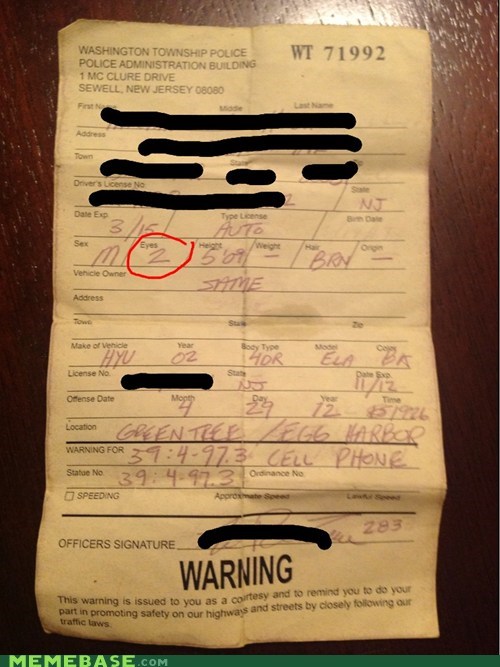 WASHINGTON TOWNSHIP POLICE
POLICE ADMINISTRATION BUILDING
1 MC CLURE DRIVE
SEWELL, NEW JERSEY 08080
WT 71992
First Name Middle Last Name
Address
Town State
Driver's License No. State
NJ
Date Exp. Type License Birth Date
3/15 AUTO
Sex Eyes Height Weight Hair Origin
M 2 5'09 — BRN —
Vehicle Owner
SAME
Address
Town State Zip
Make of Vehicle Year Body Type Model Color
HYU 02 4DR ELA
License No. State Date Exp.
NJ 11/12
Offense Date Month Day Year Time
4 29 12 1926
Location
GREENTREE / EGG HARBOR
WARNING FOR 39:4-97.3 CELL PHONE
Statue No. Ordinance No.
39:4-97.3
SPEEDING Approximate Speed Lawful Speed
OFFICERS SIGNATURE 283
WARNING
This warning is issued to you as a courtesy and to remind you to do your
part in promoting safety on our highways and streets by closely following our
traffic laws.
MEMEBASE.COM